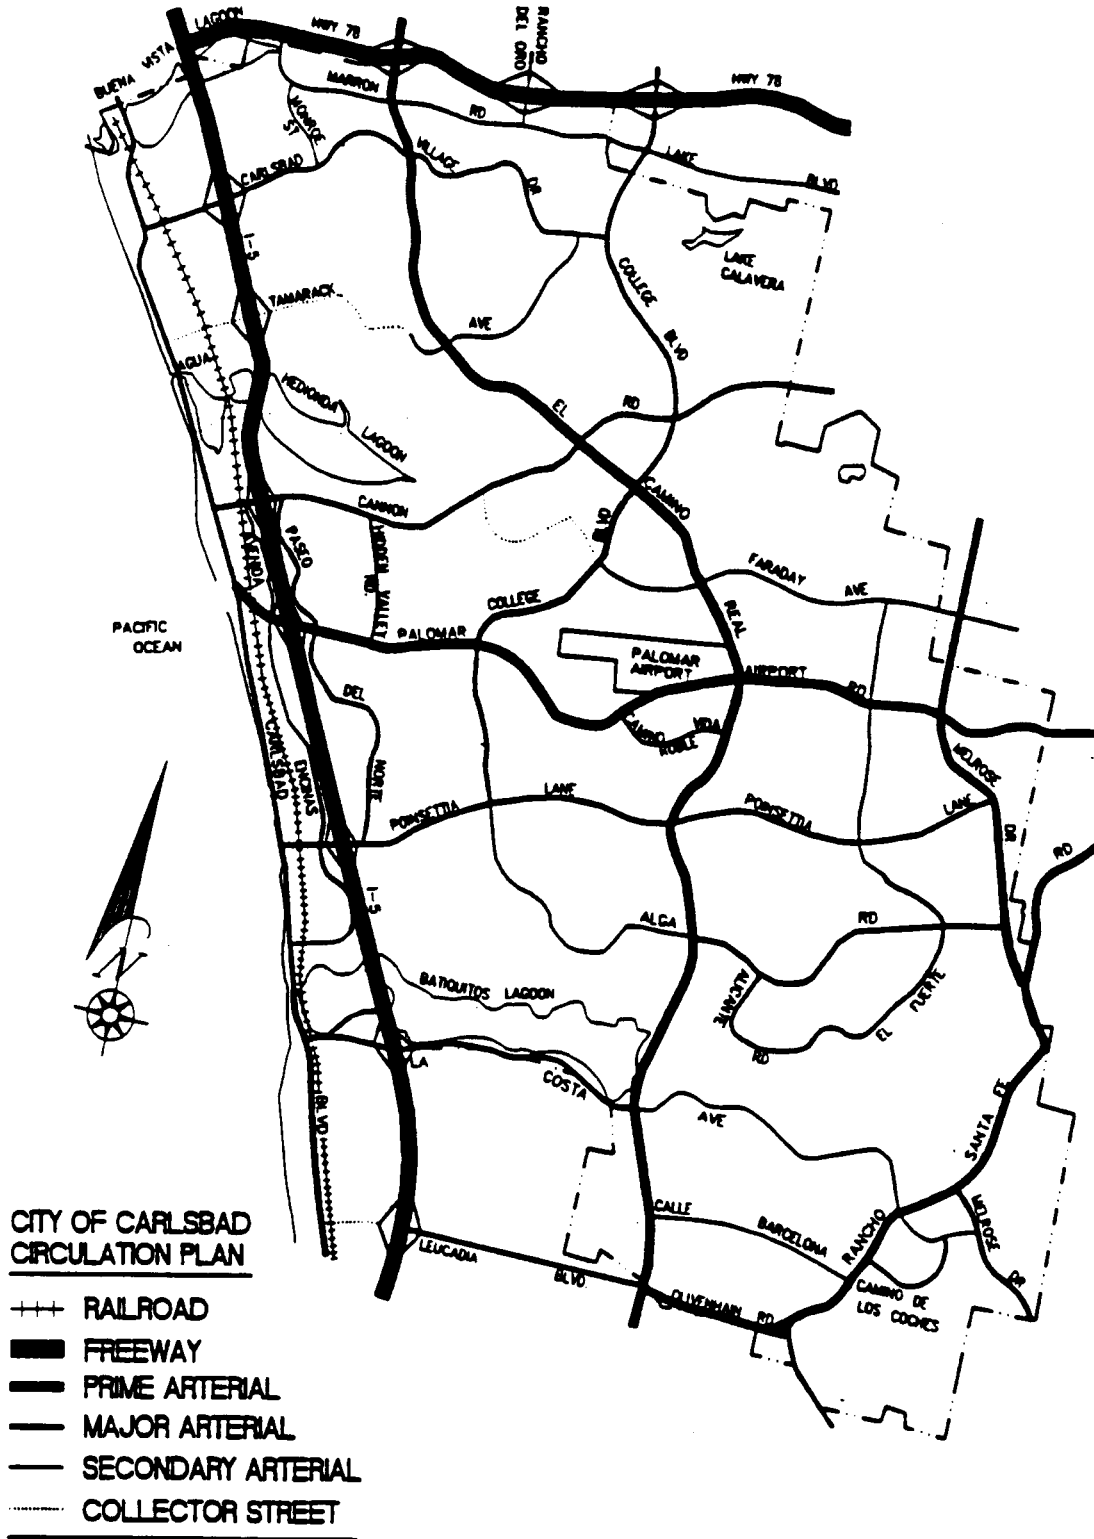 LAGOON
BUENA VISTA
HWY 78
RANCHO
DEL ORO
HWY 78
MARRON
RD
MONROE
ST
CARLSBAD
VILLAGE
DR
LAKE
BLVD
I-5
LAKE
CALAVERA
COLLEGE
BLVD
TAMARACK
AVE
AGUA
HEDIONDA
LAGOON
EL
RD
CAMINO
CANNON
PASEO
AVENIDA
HIDDEN VALLEY
RD.
BLVD
COLLEGE
FARADAY
AVE
REAL
PACIFIC
OCEAN
PALOMAR
PALOMAR
AIRPORT
AIRPORT
RD
DEL
CAMINO
VIDA
ROBLE
MELROSE
CARLSBAD
ENCINAS
NORTE
POINSETTIA
LANE
POINSETTIA
LANE
DR
RD
I-5
ALGA
RD
ALICANTE
RD
EL
FUERTE
BATIQUITOS LAGOON
N
LA
COSTA
AVE
BLVD
SANTA
FE
CALLE
BARCELONA
RANCHO
MELROSE
DR
LEUCADIA
BLVD
OLIVENHAIN RD
CAMINO DE
LOS COCHES
CITY OF CARLSBAD
CIRCULATION PLAN
RAILROAD
FREEWAY
PRIME ARTERIAL
MAJOR ARTERIAL
SECONDARY ARTERIAL
COLLECTOR STREET